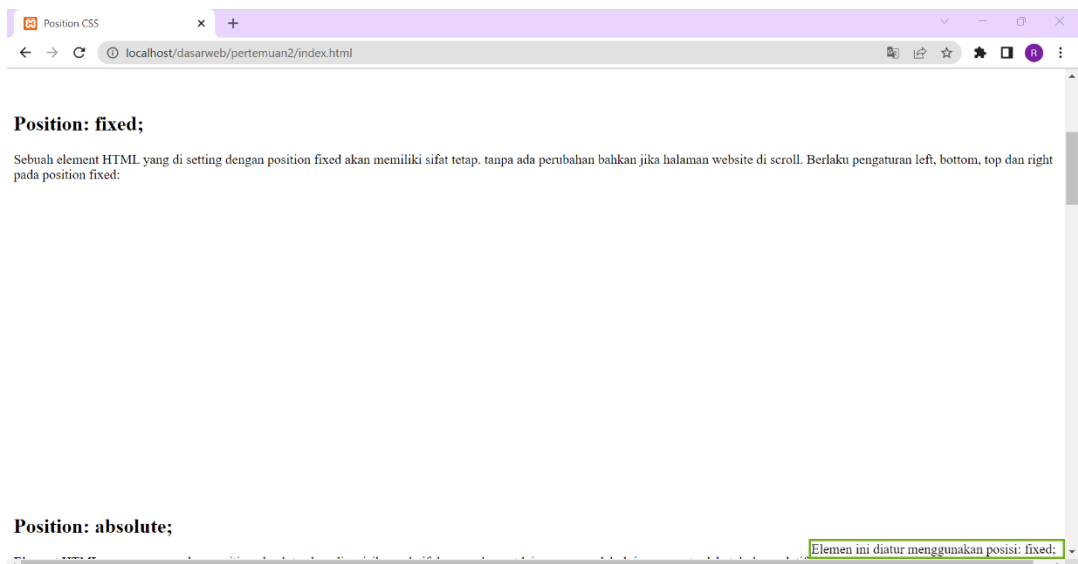 Position CSS
localhost/dasarweb/pertemuan2/index.html
R
Position: fixed;
Sebuah element HTML yang di setting dengan position fixed akan memiliki sifat tetap. tanpa ada perubahan bahkan jika halaman website di scroll. Berlaku pengaturan left, bottom, top dan right
pada position fixed:
Position: absolute;
Elemen ini diatur menggunakan posisi: fixed;